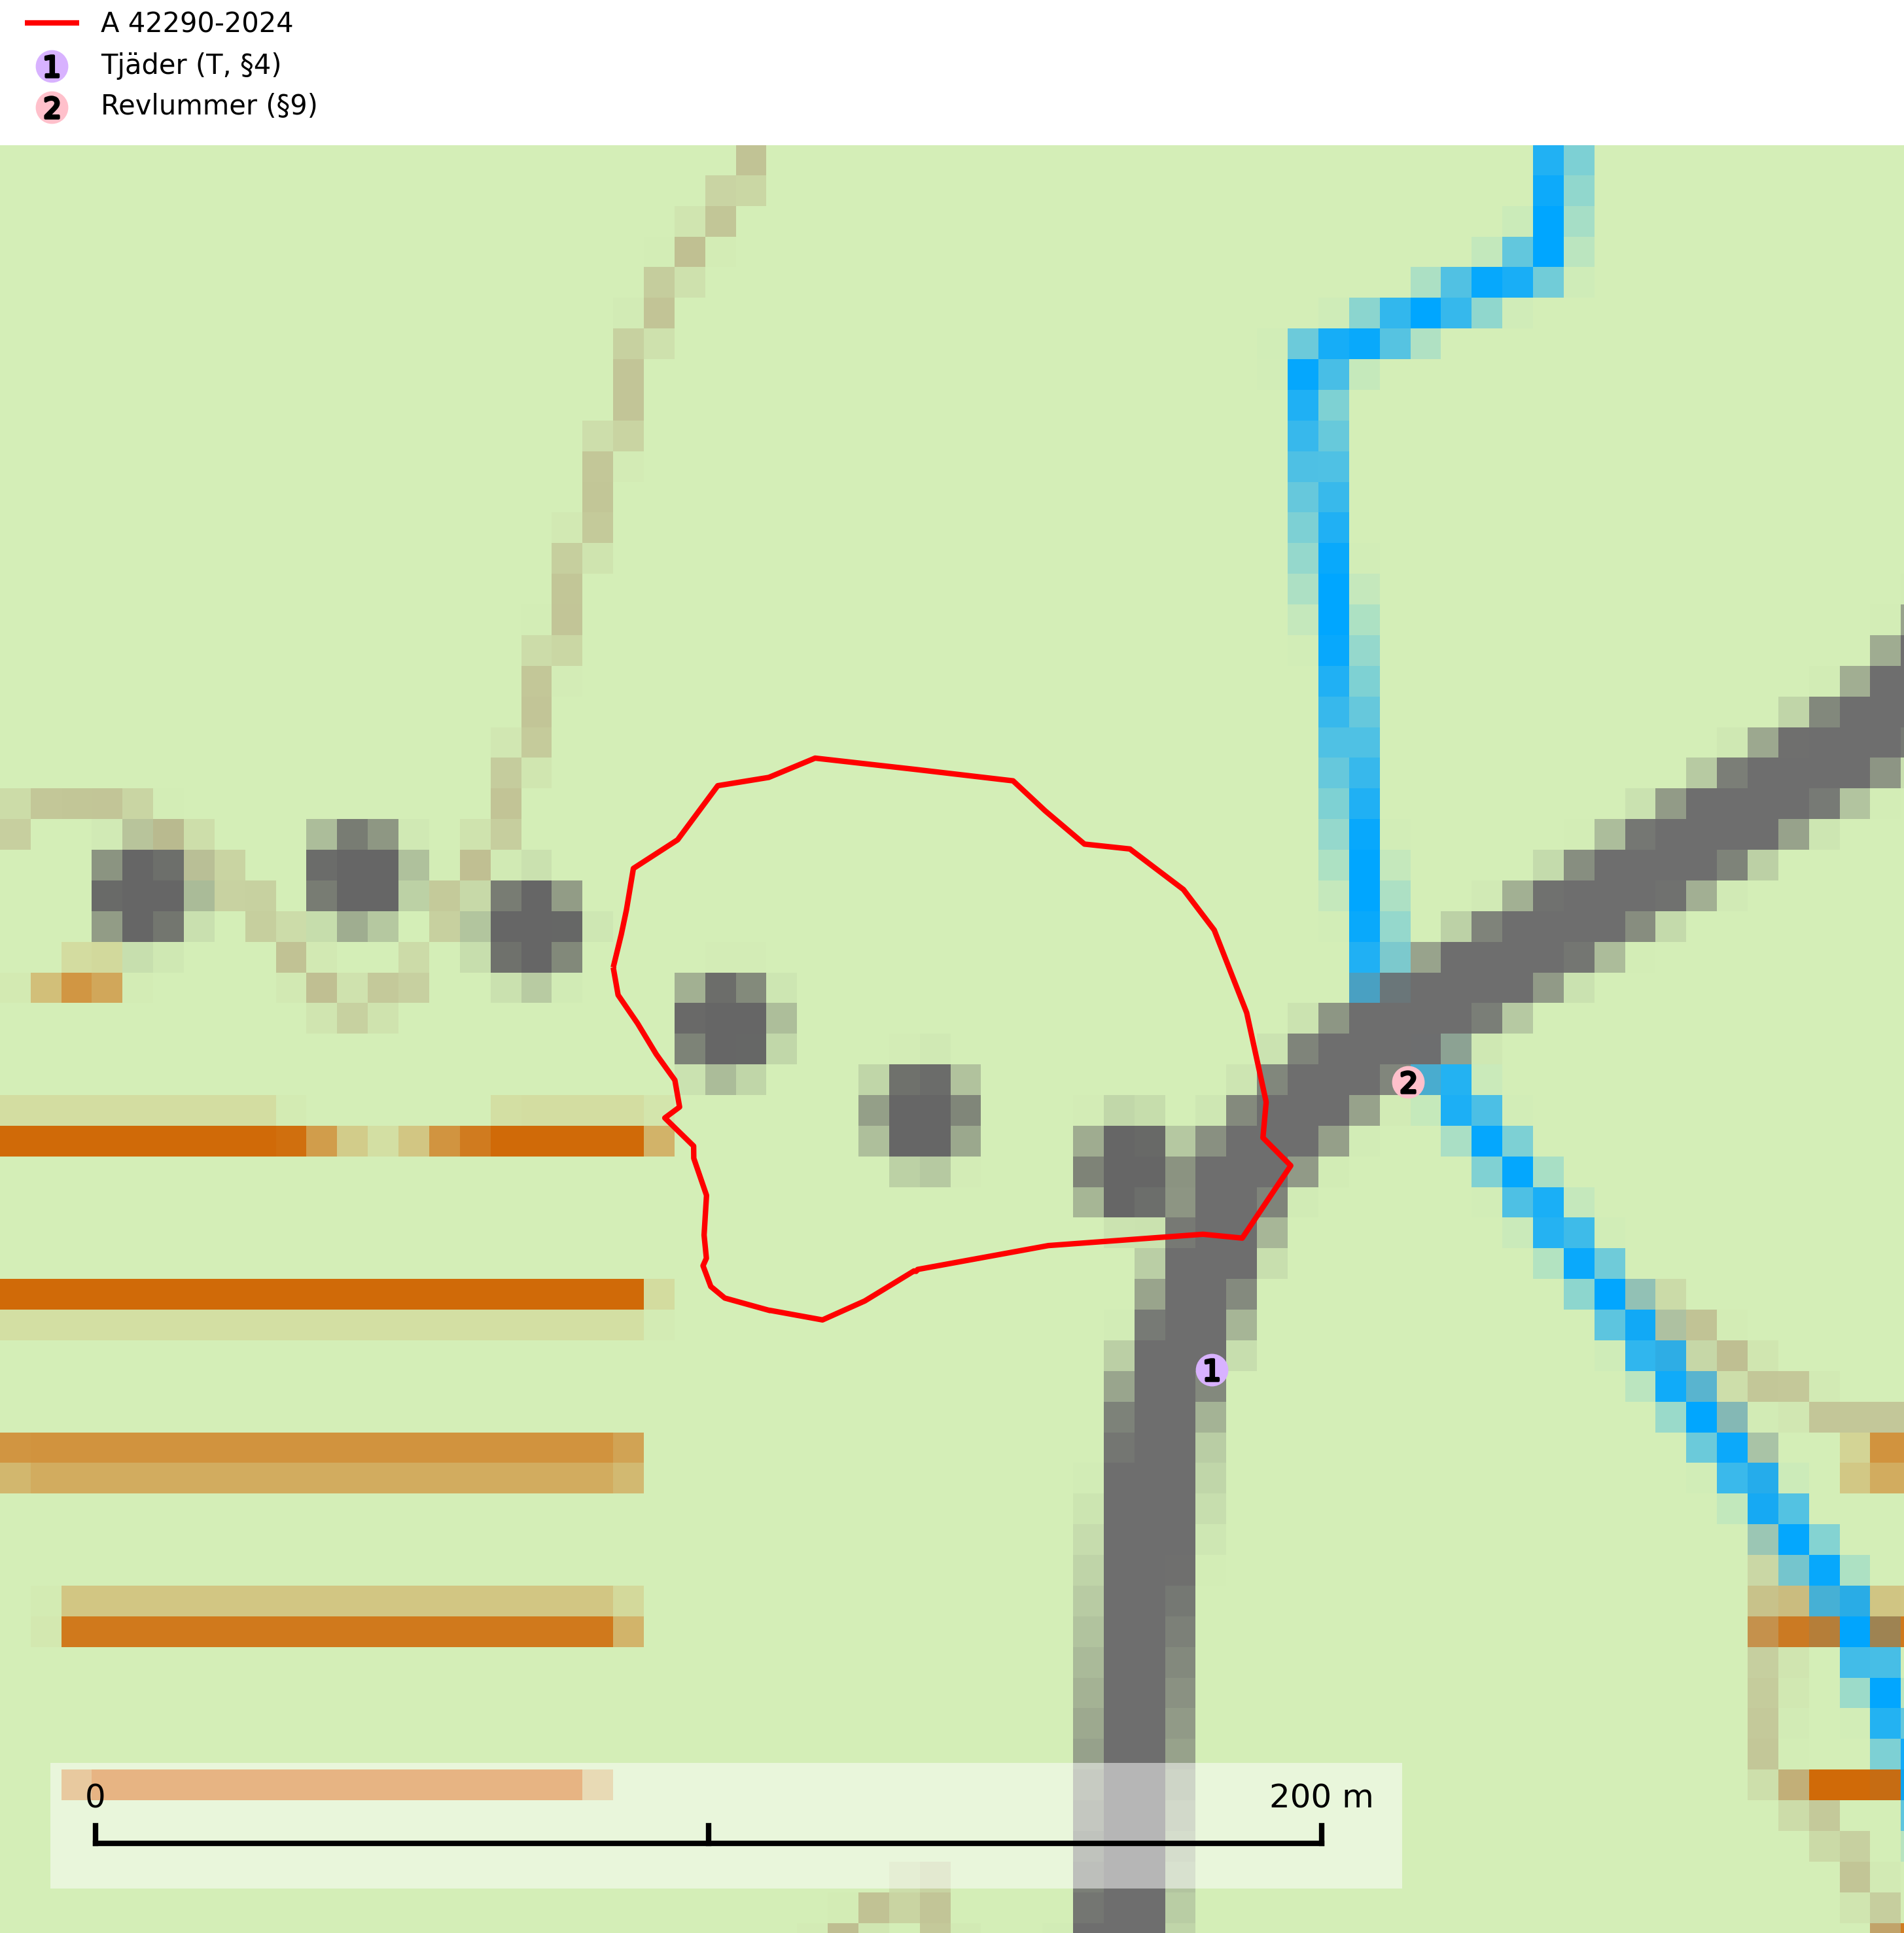 A 42290-2024
1 Tjäder (T, §4)
2 Revlummer (§9)
2
1
0 200 m